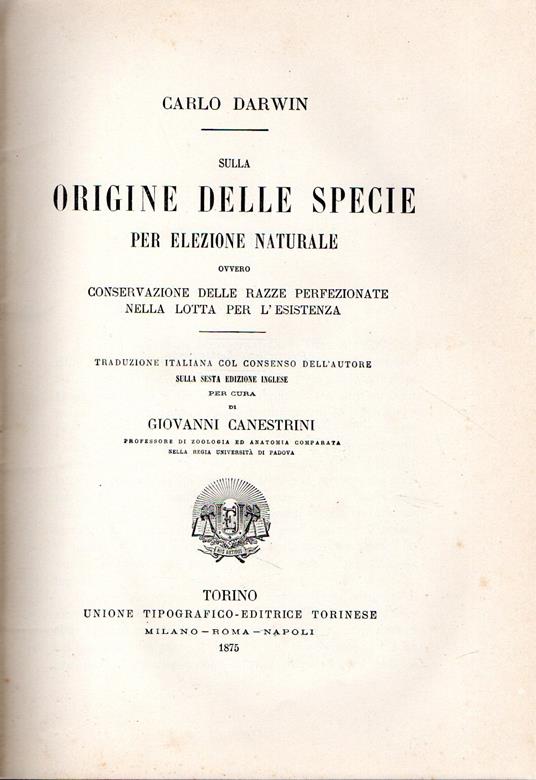 CARLO DARWIN
SULLA
ORIGINE DELLE SPECIE
PER ELEZIONE NATURALE
OVVERO
CONSERVAZIONE DELLE RAZZE PERFEZIONATE
NELLA LOTTA PER L'ESISTENZA
TRADUZIONE ITALIANA COL CONSENSO DELL'AUTORE
SULLA SESTA EDIZIONE INGLESE
PER CURA
DI
GIOVANNI CANESTRINI
PROFESSORE DI ZOOLOGIA ED ANATOMIA COMPARATA
NELLA REGIA UNIVERSITÀ DI PADOVA
TORINO
UNIONE TIPOGRAFICO-EDITRICE TORINESE
MILANO — ROMA — NAPOLI
1875